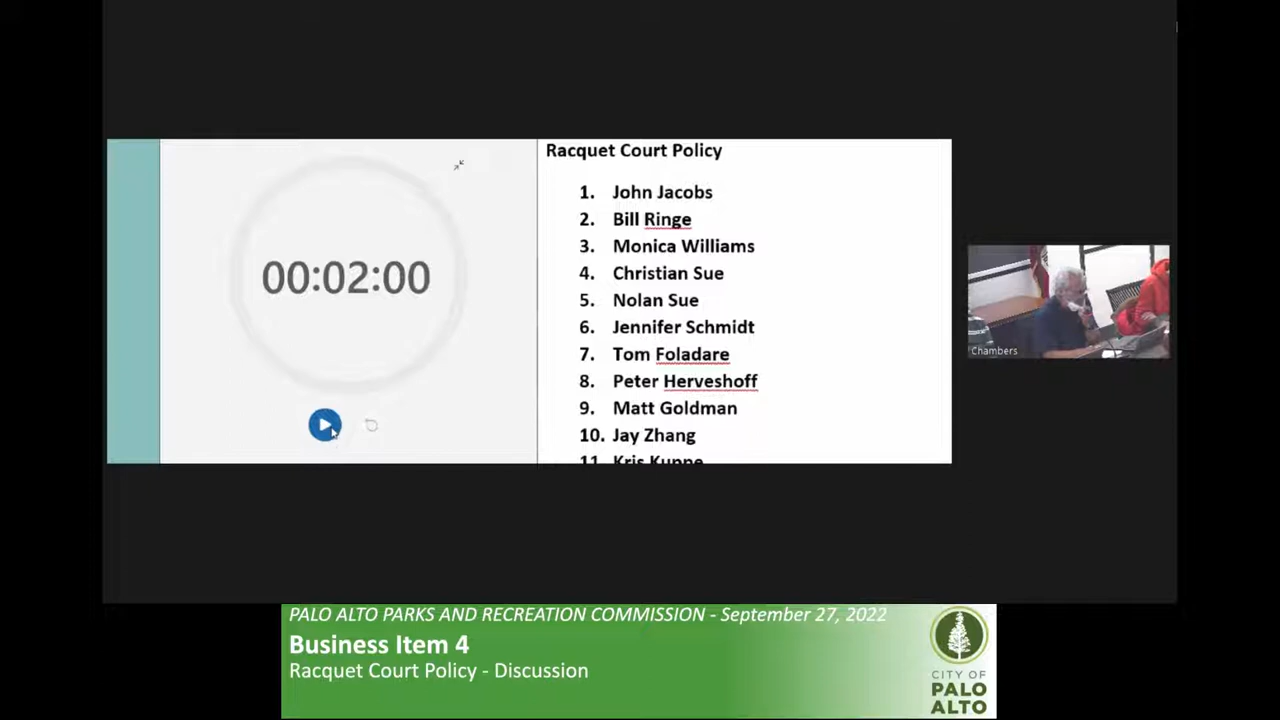 Racquet Court Policy
00:02:00
1. John Jacobs
2. Bill Ringe
3. Monica Williams
4. Christian Sue
5. Nolan Sue
6. Jennifer Schmidt
7. Tom Foladare
8. Peter Herveshoff
9. Matt Goldman
10. Jay Zhang
11. Kris Kuppe
Chambers
PALO ALTO PARKS AND RECREATION COMMISSION - September 27, 2022
Business Item 4
Racquet Court Policy - Discussion
CITY OF
PALO
ALTO